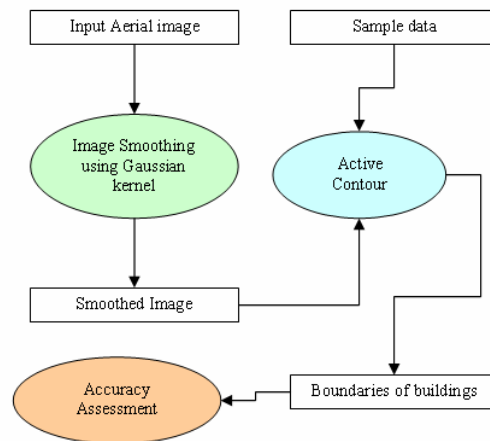 Input Aerial image
Sample data
Image Smoothing
using Gaussian
kernel
Active
Contour
Smoothed Image
Boundaries of buildings
Accuracy
Assessment